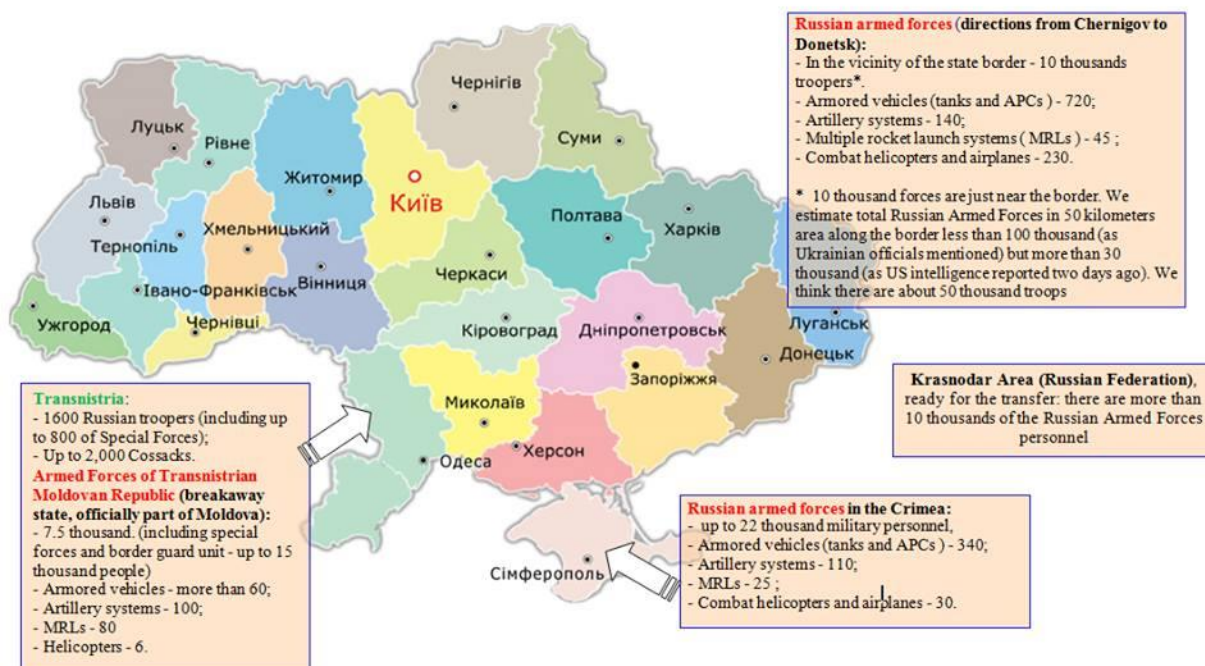 Russian armed forces (directions from Chernigov to
Donetsk):
- In the vicinity of the state border - 10 thousands
troopers*.
- Armored vehicles (tanks and APCs ) - 720;
- Artillery systems - 140;
- Multiple rocket launch systems ( MRLs ) - 45 ;
- Combat helicopters and airplanes - 230.
* 10 thousand forces are just near the border. We
estimate total Russian Armed Forces in 50 kilometers
area along the border less than 100 thousand (as
Ukrainian officials mentioned) but more than 30
thousand (as US intelligence reported two days ago). We
think there are about 50 thousand troops
Чернігів
Луцьк
Рівне
Суми
Житомир
Київ
Львів
Хмельницький
Полтава
Харків
Тернопіль
Черкаси
Вінниця
Івано-Франківськ
Ужгород
Чернівці
Кіровоград
Дніпропетровськ
Луганськ
Донецьк
Запоріжжя
Миколаїв
Херсон
Одеса
Сімферополь
Krasnodar Area (Russian Federation),
ready for the transfer: there are more than
10 thousands of the Russian Armed Forces
personnel
Transnistria:
- 1600 Russian troopers (including up
to 800 of Special Forces);
- Up to 2,000 Cossacks.
Armed Forces of Transnistrian
Moldovan Republic (breakaway
state, officially part of Moldova):
- 7.5 thousand. (including special
forces and border guard unit - up to 15
thousand people)
- Armored vehicles - more than 60;
- Artillery systems - 100;
- MRLs - 80
- Helicopters - 6.
Russian armed forces in the Crimea:
- up to 22 thousand military personnel,
- Armored vehicles (tanks and APCs ) - 340;
- Artillery systems - 110;
- MRLs - 25 ;
- Combat helicopters and airplanes - 30.